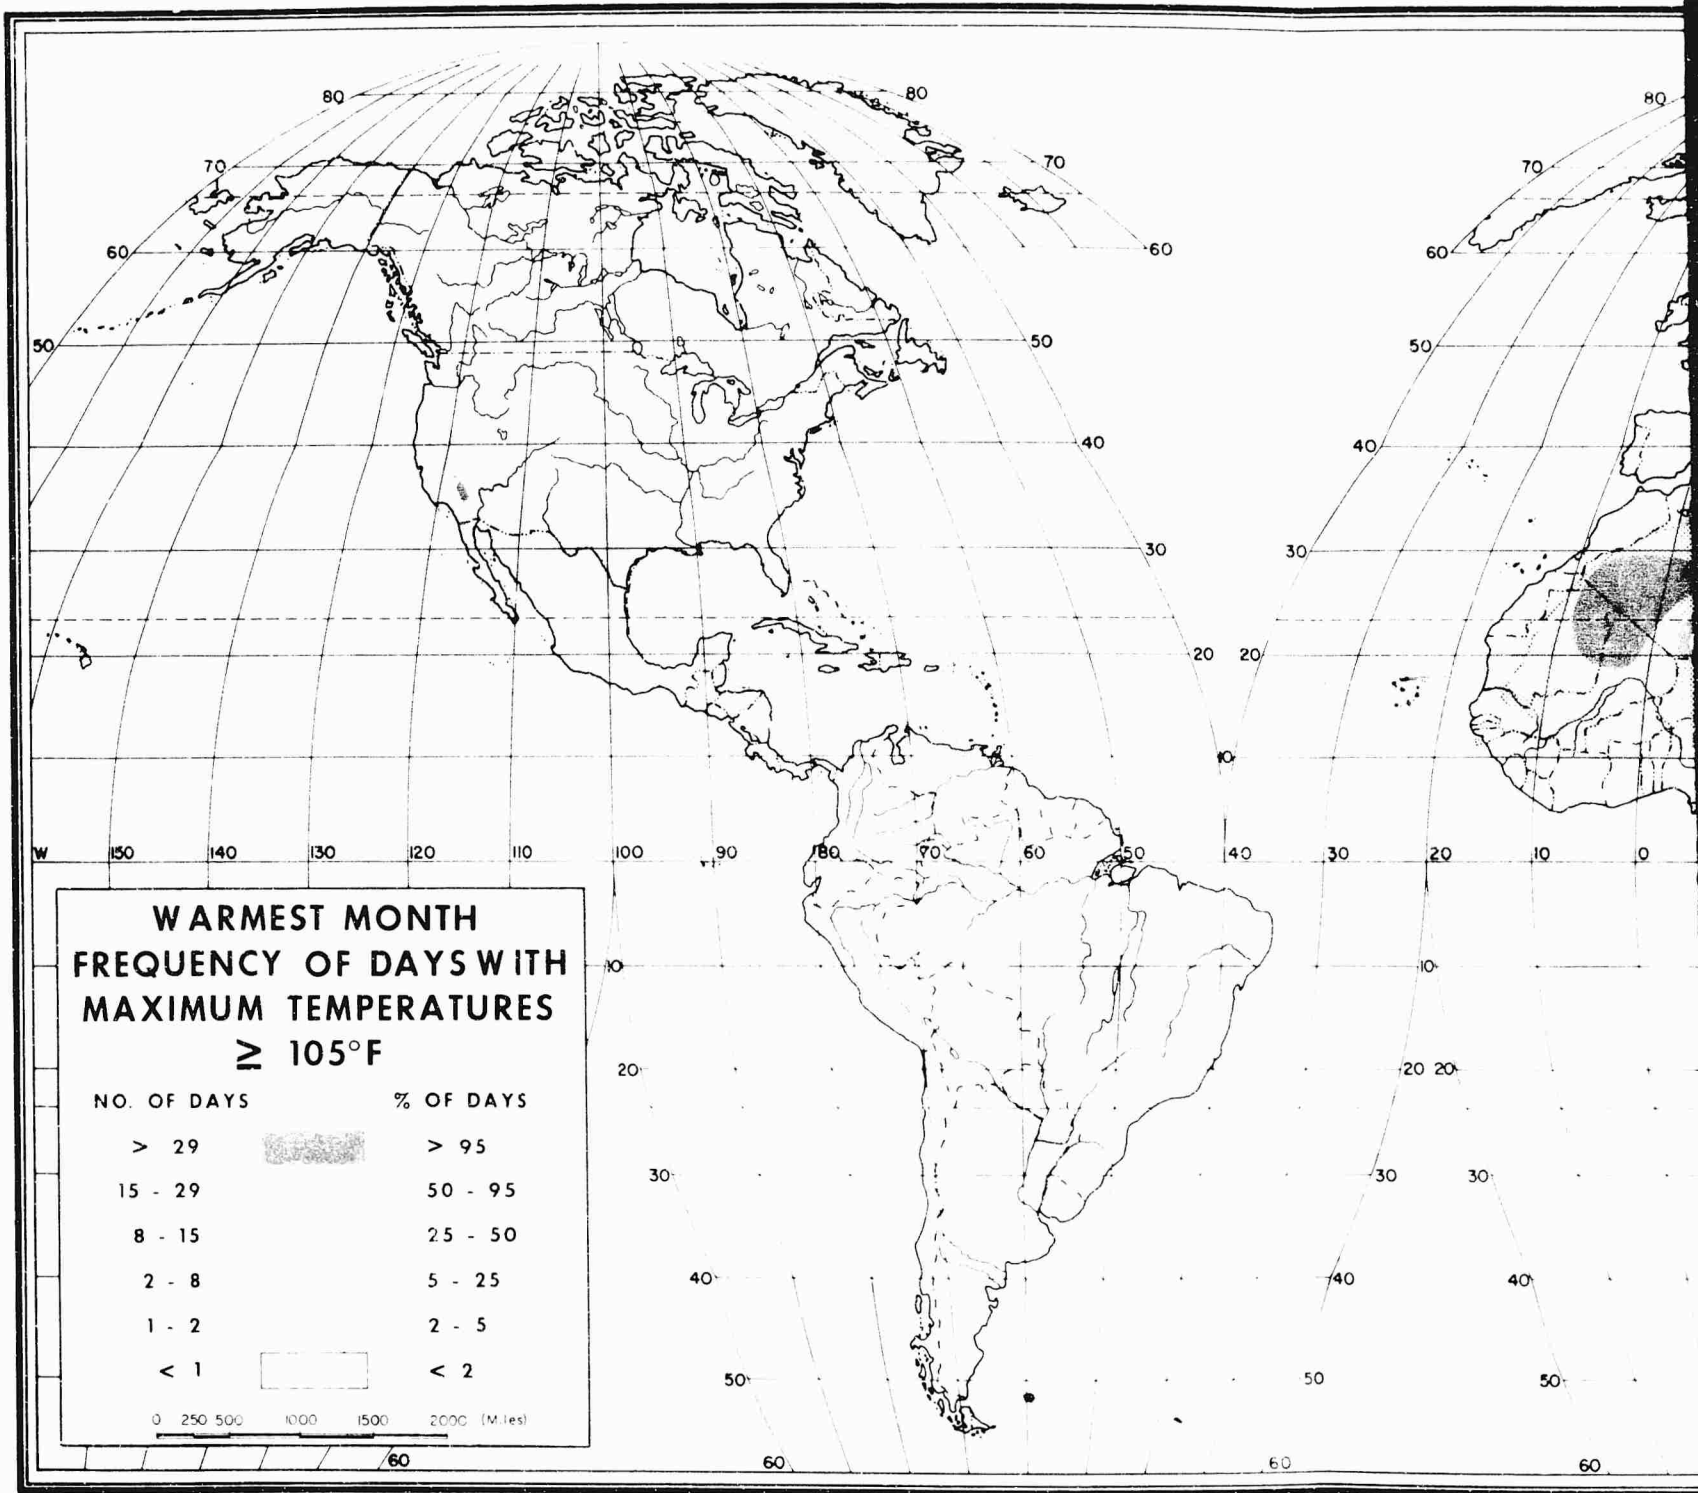 80 80 80
70 70 70
60 60 60
50 50 50
40 40
30 30
20 20
10
W 150 140 130 120 110 100 90 80 70 60 50 40 30 20 10 0
WARMEST MONTH
FREQUENCY OF DAYS WITH
MAXIMUM TEMPERATURES
≥ 105°F
NO. OF DAYS % OF DAYS
> 29 > 95
15 - 29 50 - 95
8 - 15 25 - 50
2 - 8 5 - 25
1 - 2 2 - 5
< 1 < 2
0 250 500 1000 1500 2000 (Miles)
10 10
20 20 20
30 30 30
40 40 40
50 50 50
60 60 60 60